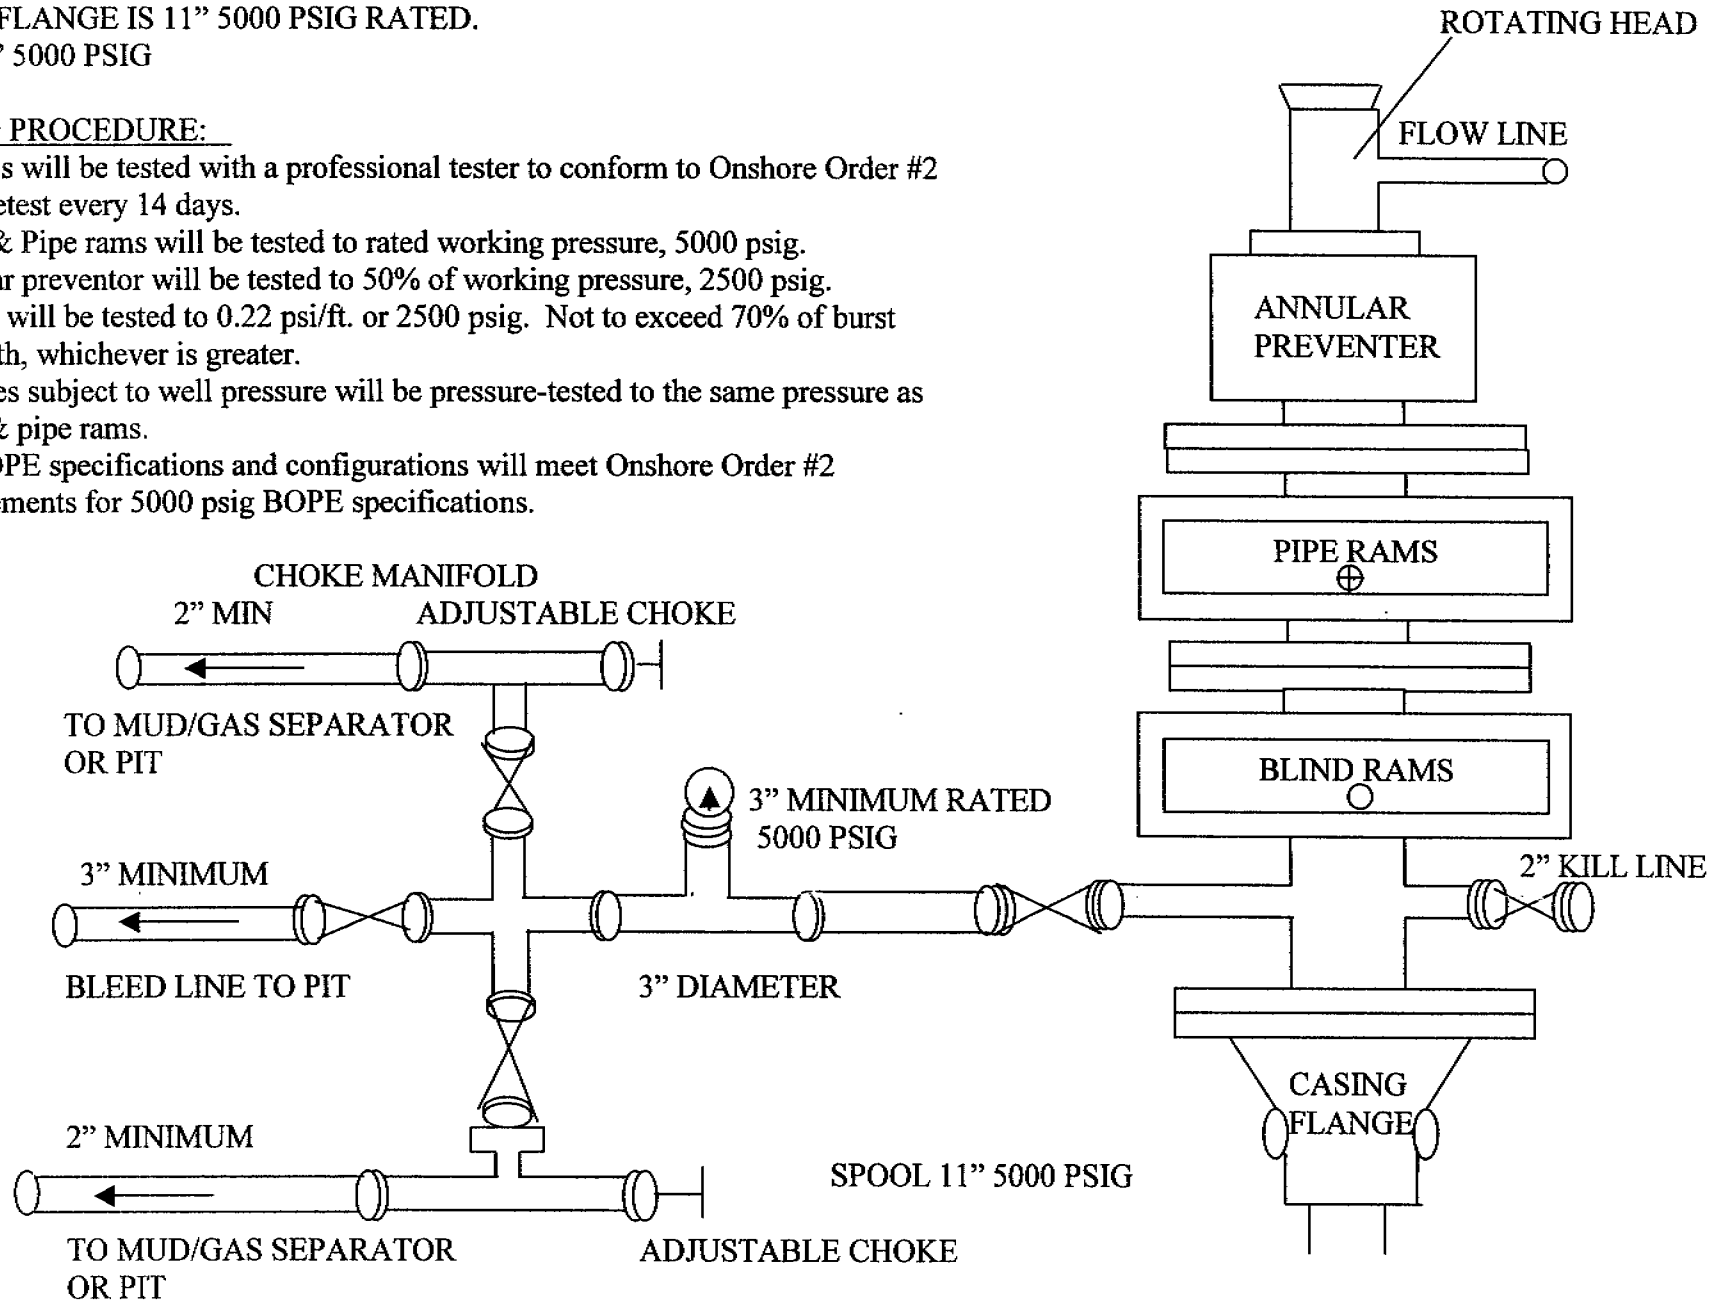 FLANGE IS 11” 5000 PSIG RATED.
5000 PSIG
PROCEDURE:
will be tested with a professional tester to conform to Onshore Order #2
every 14 days.
& Pipe rams will be tested to rated working pressure, 5000 psig.
preventor will be tested to 50% of working pressure, 2500 psig.
will be tested to 0.22 psi/ft. or 2500 psig. Not to exceed 70% of burst
whichever is greater.
subject to well pressure will be pressure-tested to the same pressure as
& pipe rams.
specifications and configurations will meet Onshore Order #2
for 5000 psig BOPE specifications.
ROTATING HEAD
FLOW LINE
ANNULAR
PREVENTER
PIPE RAMS
BLIND RAMS
CHOKE MANIFOLD
2” MIN
ADJUSTABLE CHOKE
TO MUD/GAS SEPARATOR
OR PIT
3” MINIMUM RATED
5000 PSIG
3” MINIMUM
2” KILL LINE
BLEED LINE TO PIT
3” DIAMETER
CASING
FLANGE
2” MINIMUM
SPOOL 11” 5000 PSIG
TO MUD/GAS SEPARATOR
OR PIT
ADJUSTABLE CHOKE